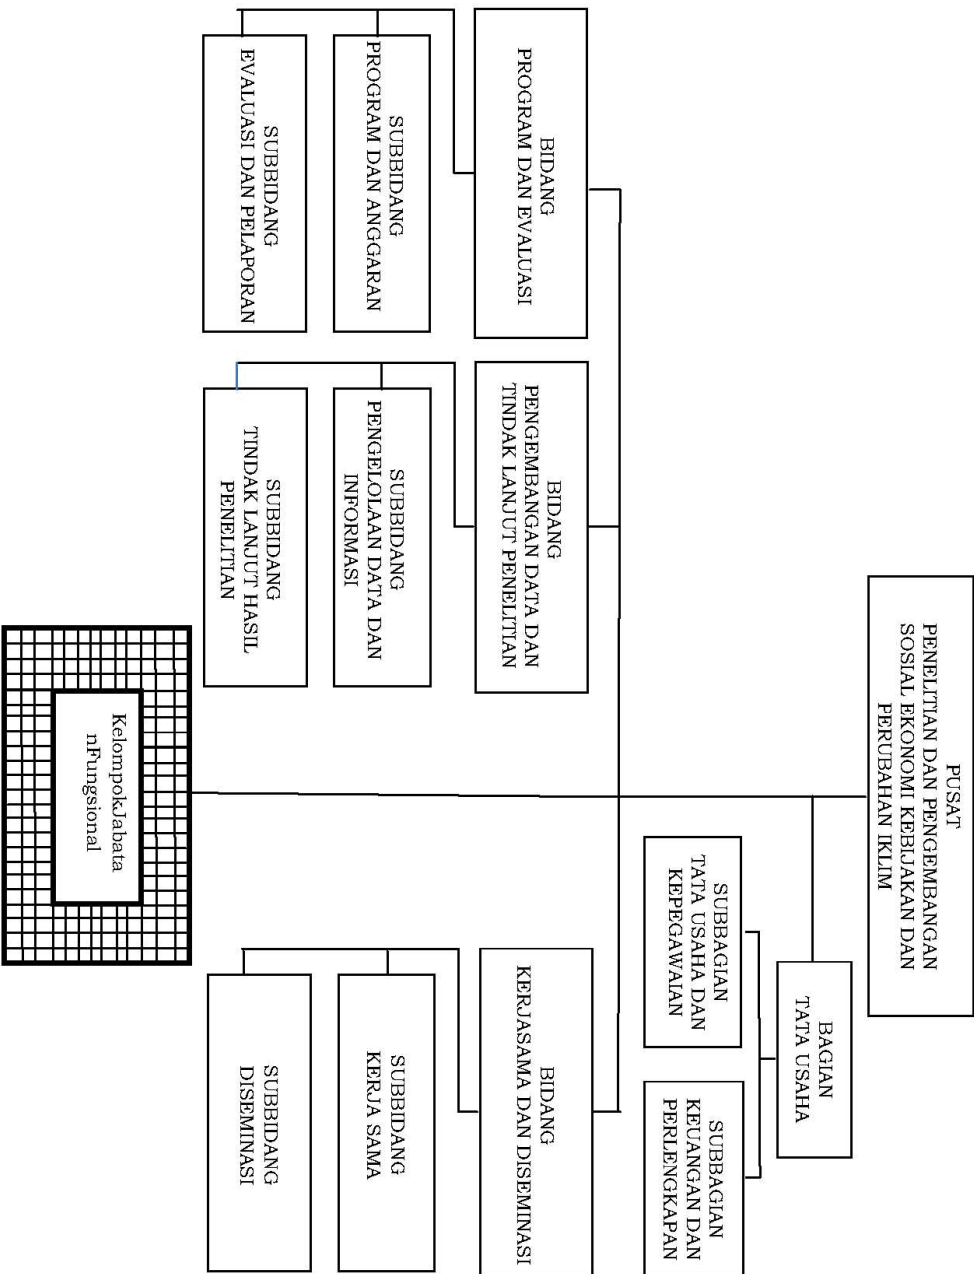 PUSAT
PENELITIAN DAN PENGEMBANGAN
SOSIAL EKONOMI KEBIJAKAN DAN
PERUBAHAN IKLIM
BAGIAN
TATA USAHA
SUBBAGIAN
TATA USAHA DAN
KEPEGAWAIAN
SUBBAGIAN
KEUANGAN DAN
PERLENGKAPAN
BIDANG
PROGRAM DAN EVALUASI
SUBBIDANG
PROGRAM DAN ANGGARAN
SUBBIDANG
EVALUASI DAN PELAPORAN
BIDANG
PENGEMBANGAN DATA DAN
TINDAK LANJUT PENELITIAN
SUBBIDANG
PENGELOLAAN DATA DAN
INFORMASI
SUBBIDANG
TINDAK LANJUT HASIL
PENELITIAN
BIDANG
KERJASAMA DAN DISEMINASI
SUBBIDANG
KERJA SAMA
SUBBIDANG
DISEMINASI
KelompokJabata
nFungsional